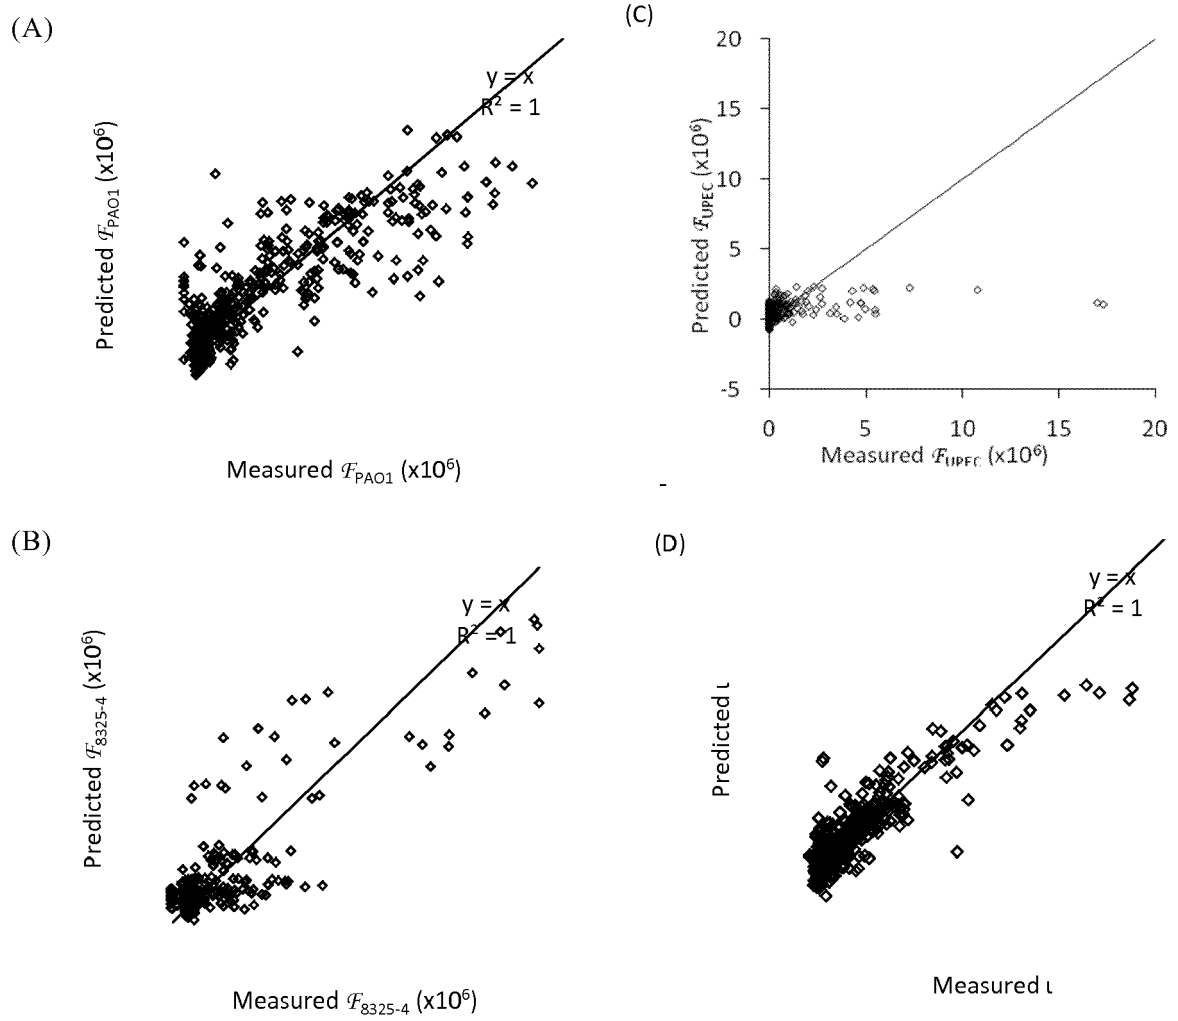 (A)
y = x
R² = 1
Predicted ℱPAO1 (x10⁶)
Measured ℱPAO1 (x10⁶)
(C)
20
15
10
5
0
-5
0 5 10 15 20
Predicted ℱUPEC (x10⁶)
Measured ℱUPEC (x10⁶)
-
(B)
y = x
R² = 1
Predicted ℱ8325-4 (x10⁶)
Measured ℱ8325-4 (x10⁶)
(D)
y = x
R² = 1
Predicted ι
Measured ι